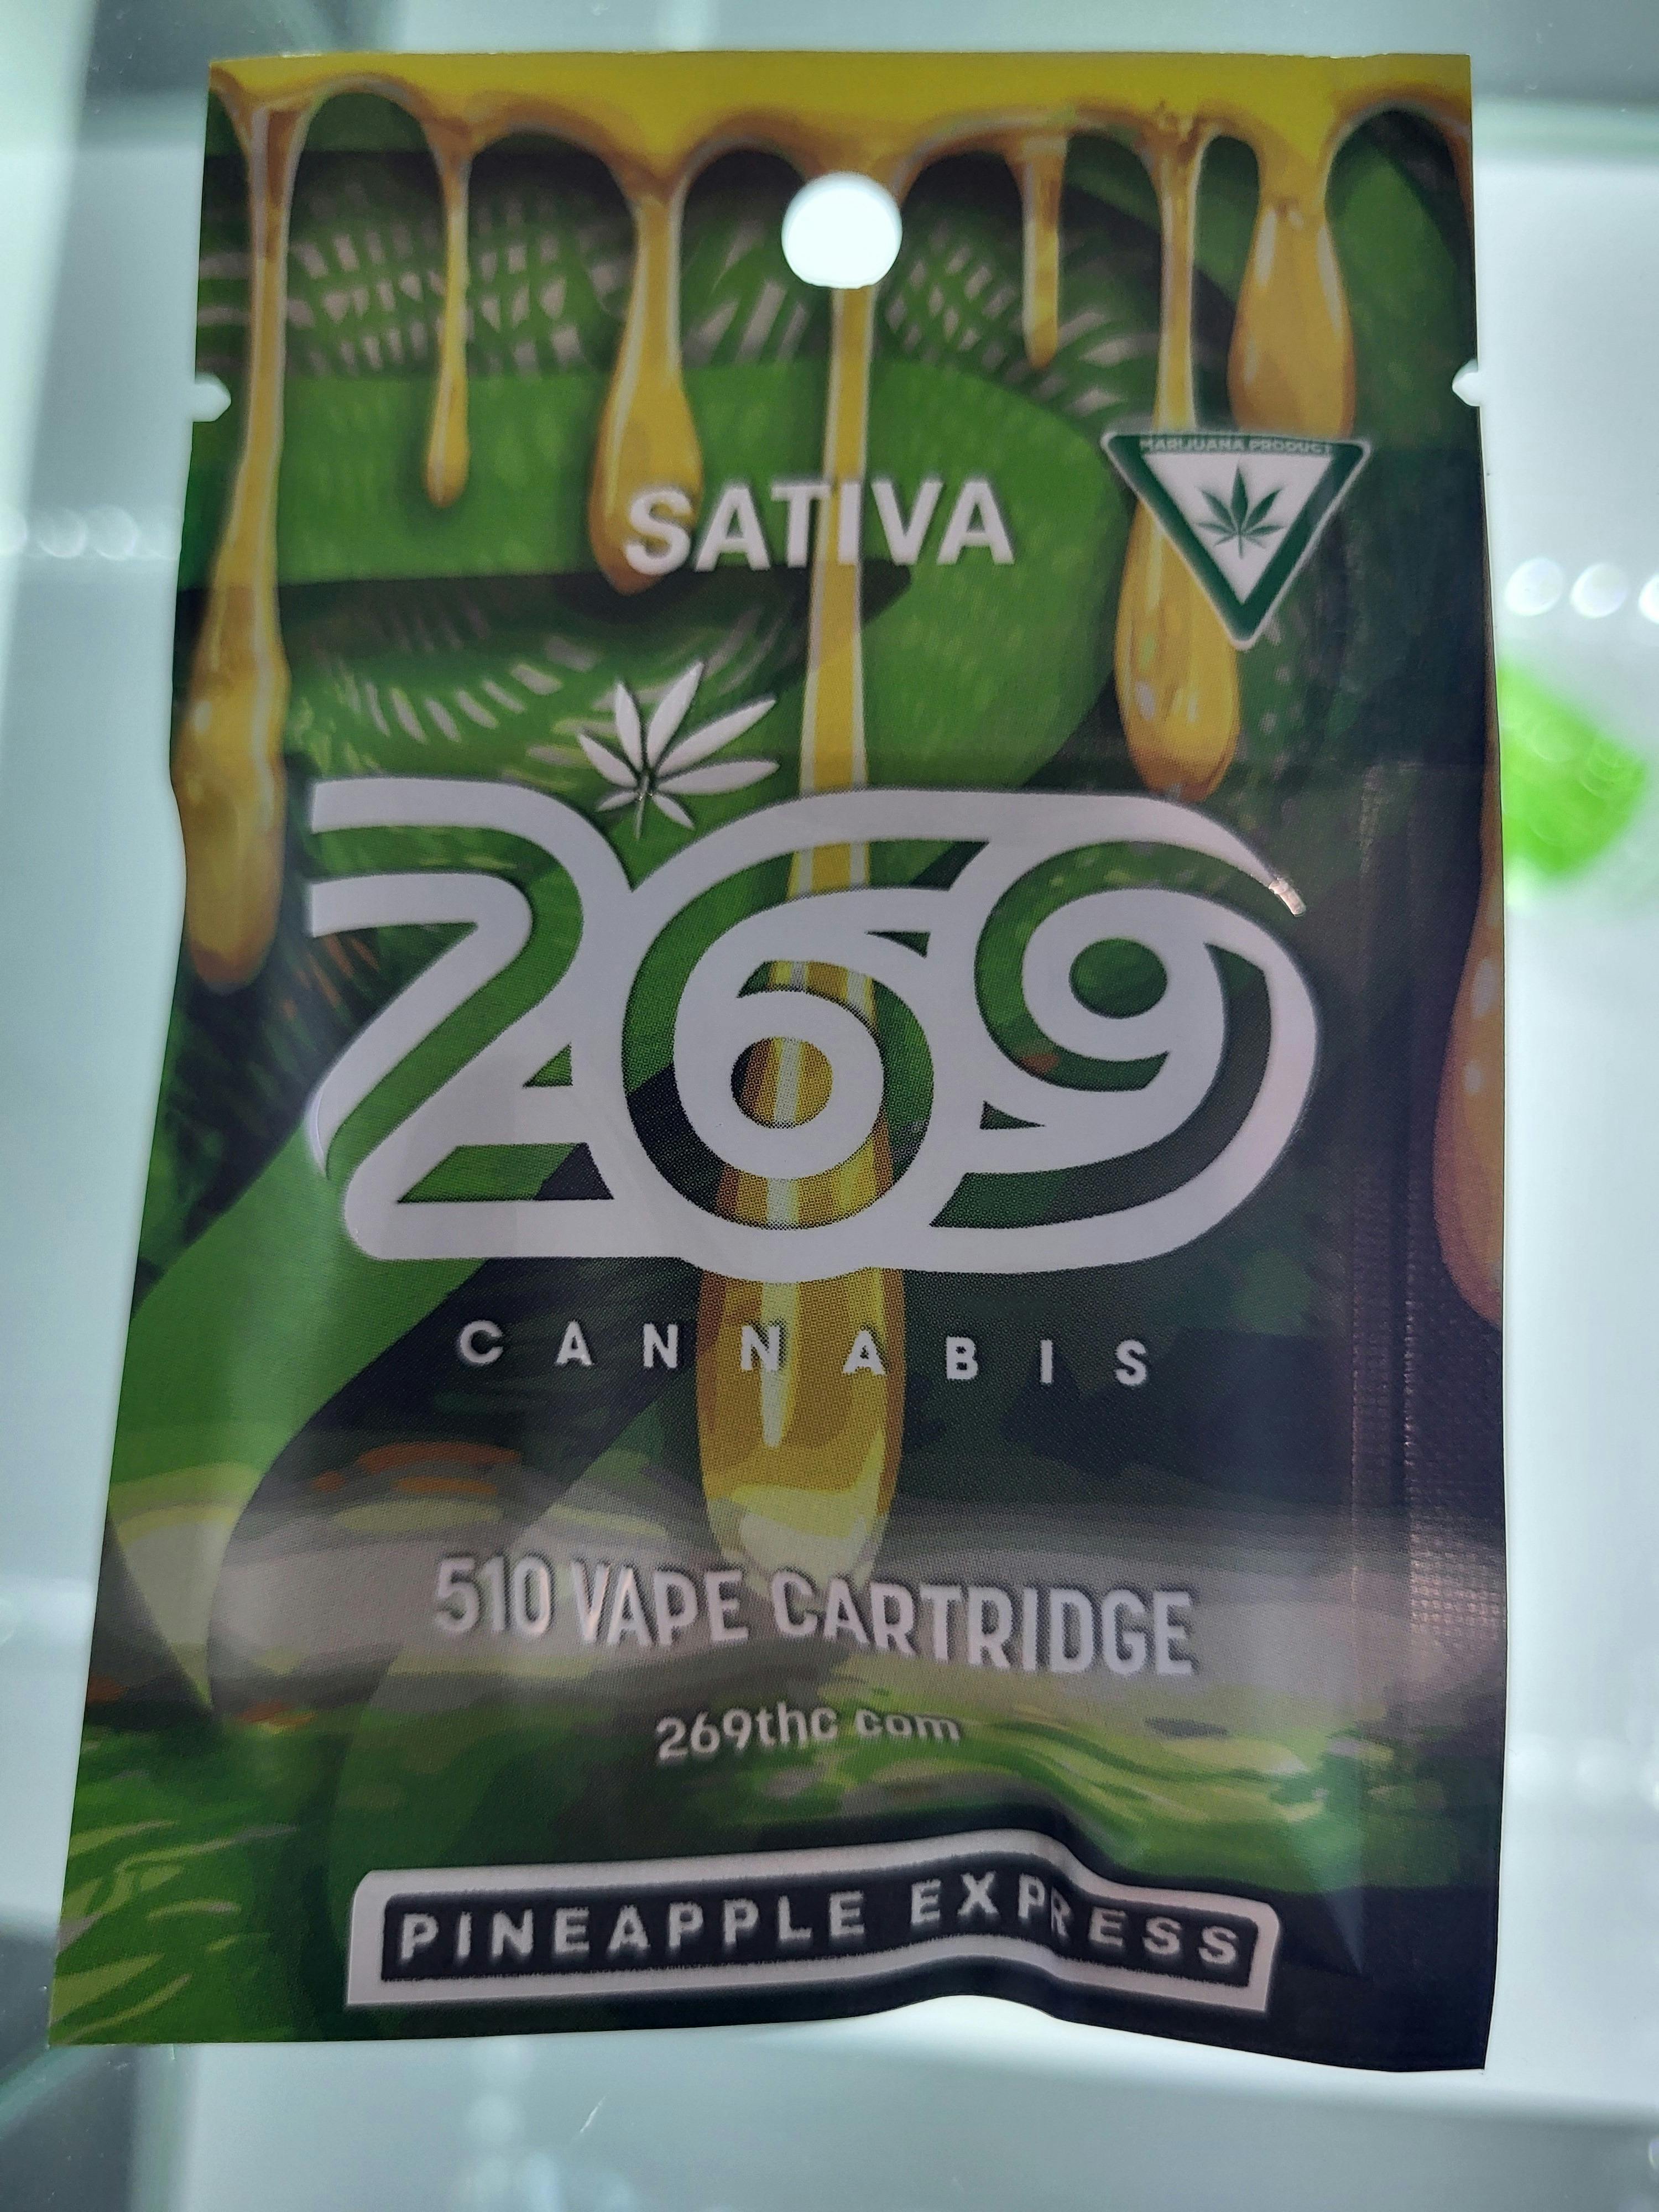 MARIJUANA PRODUCT
SATIVA
269
CANNABIS
510 VAPE CARTRIDGE
269thc.com
PINEAPPLE EXPRESS